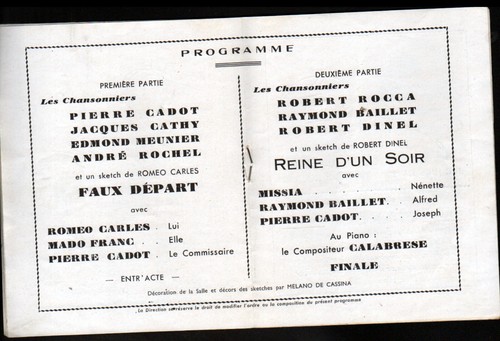 PROGRAMME
PREMIÈRE PARTIE
Les Chansonniers
PIERRE CADOT
JACQUES CATHY
EDMOND MEUNIER
ANDRÉ ROCHEL
et un sketch de ROMEO CARLES
FAUX DÉPART
avec
ROMEO CARLES . Lui
MADO FRANC . . Elle
PIERRE CADOT . . Le Commissaire
— ENTR'ACTE —
DEUXIÈME PARTIE
Les Chansonniers
ROBERT ROCCA
RAYMOND BAILLET
ROBERT DINEL
et un sketch de ROBERT DINEL
REINE D'UN SOIR
avec
MISSIA . . . . . . . . Nénette
RAYMOND BAILLET . . Alfred
PIERRE CADOT . . . . Joseph
Au Piano :
le Compositeur CALABRESE
FINALE
Décoration de la Salle et décors des sketches par MELANO DE CASSINA
La Direction se réserve le droit de modifier l'ordre ou la composition du présent programme